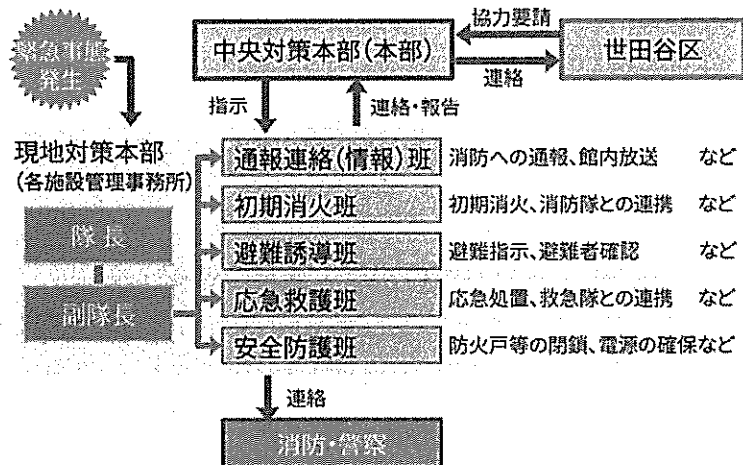 緊急事態
発生
中央対策本部(本部)
協力要請
世田谷区
連絡
指示
連絡・報告
現地対策本部
(各施設管理事務所)
隊長
副隊長
通報連絡(情報)班 消防への通報、館内放送 など
初期消火班 初期消火、消防隊との連携 など
避難誘導班 避難指示、避難者確認 など
応急救護班 応急処置、救急隊との連携 など
安全防護班 防火戸等の閉鎖、電源の確保など
連絡
消防・警察